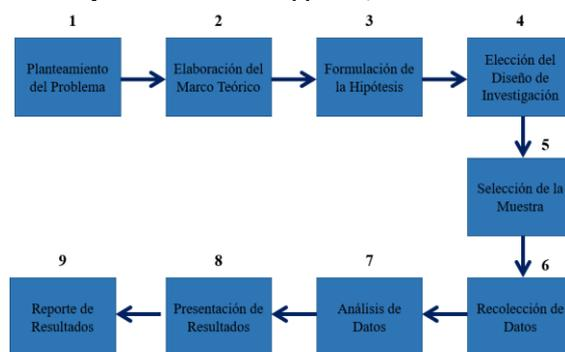 1
Planteamiento
del Problema
2
Elaboración del
Marco Teórico
3
Formulación de
la Hipótesis
4
Elección del
Diseño de
Investigación
5
Selección de la
Muestra
6
Recolección de
Datos
7
Análisis de
Datos
8
Presentación de
Resultados
9
Reporte de
Resultados